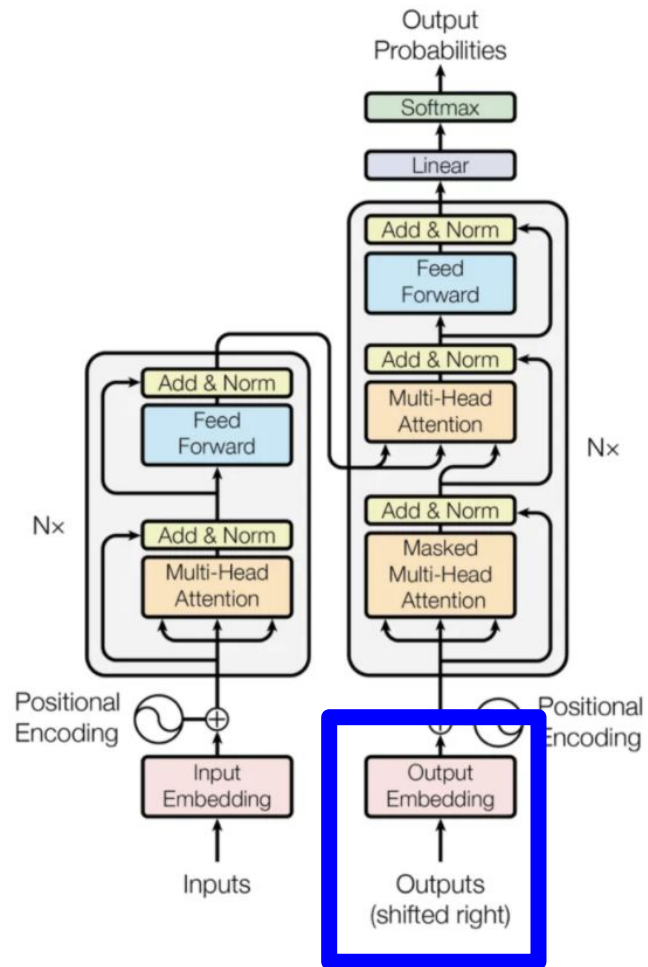 Output
Probabilities
Softmax
Linear
Add & Norm
Feed
Forward
Add & Norm
Multi-Head
Attention
Add & Norm
Masked
Multi-Head
Attention
N×
Add & Norm
Feed
Forward
Add & Norm
Multi-Head
Attention
N×
Positional
Encoding
Input
Embedding
Inputs
Positional
Encoding
Output
Embedding
Outputs
(shifted right)